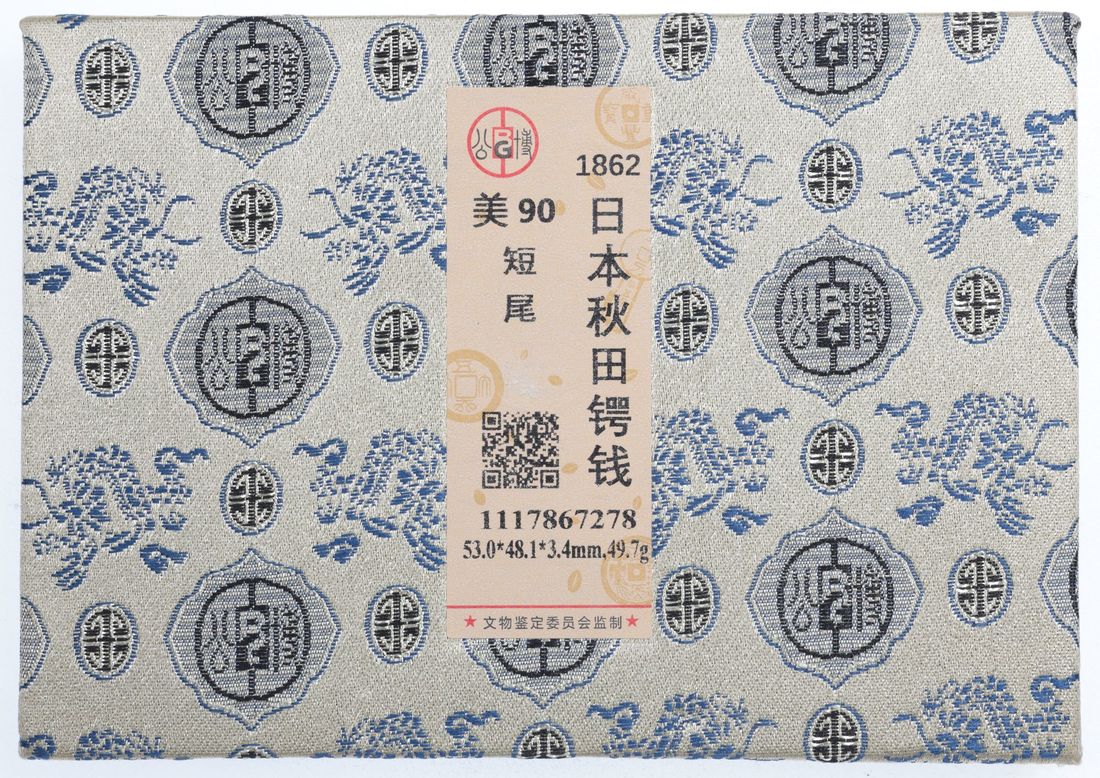 公 BG 博
1862
日本秋田锷钱
美 90
短尾
1117867278
53.0*48.1*3.4mm,49.7g
★ 文物鉴定委员会监制 ★